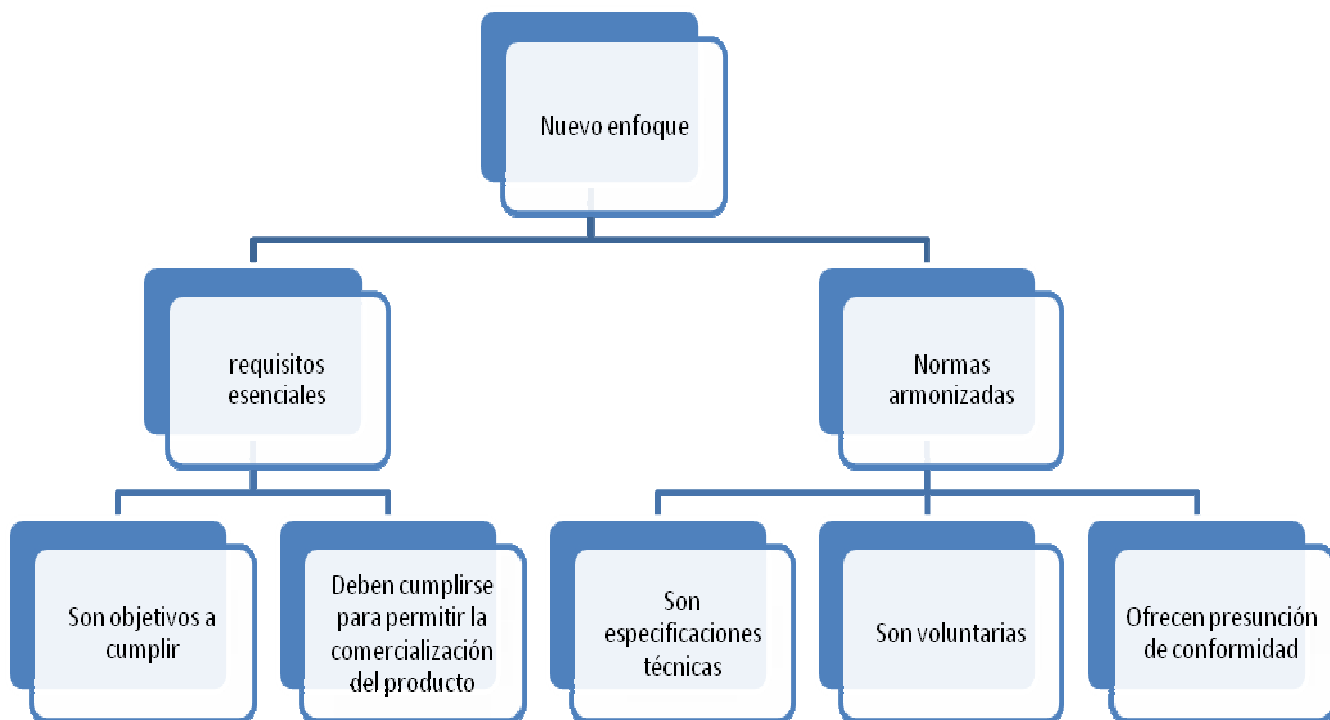 Nuevo enfoque
requisitos
esenciales
Normas
armonizadas
Son objetivos a
cumplir
Deben cumplirse
para permitir la
comercialización
del producto
Son
especificaciones
técnicas
Son voluntarias
Ofrecen presunción
de conformidad